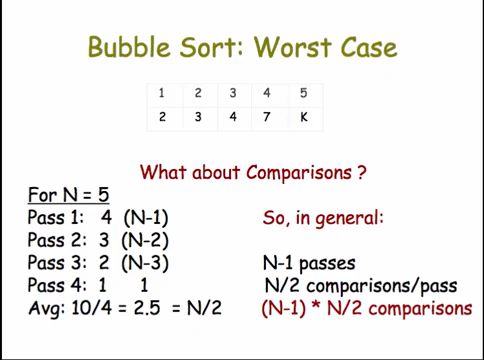 Bubble Sort: Worst Case
1 2 3 4 5
2 3 4 7 K
What about Comparisons ?
For N = 5
Pass 1: 4 (N-1)
Pass 2: 3 (N-2)
Pass 3: 2 (N-3)
Pass 4: 1 1
Avg: 10/4 = 2.5 = N/2
So, in general:
N-1 passes
N/2 comparisons/pass
(N-1) * N/2 comparisons